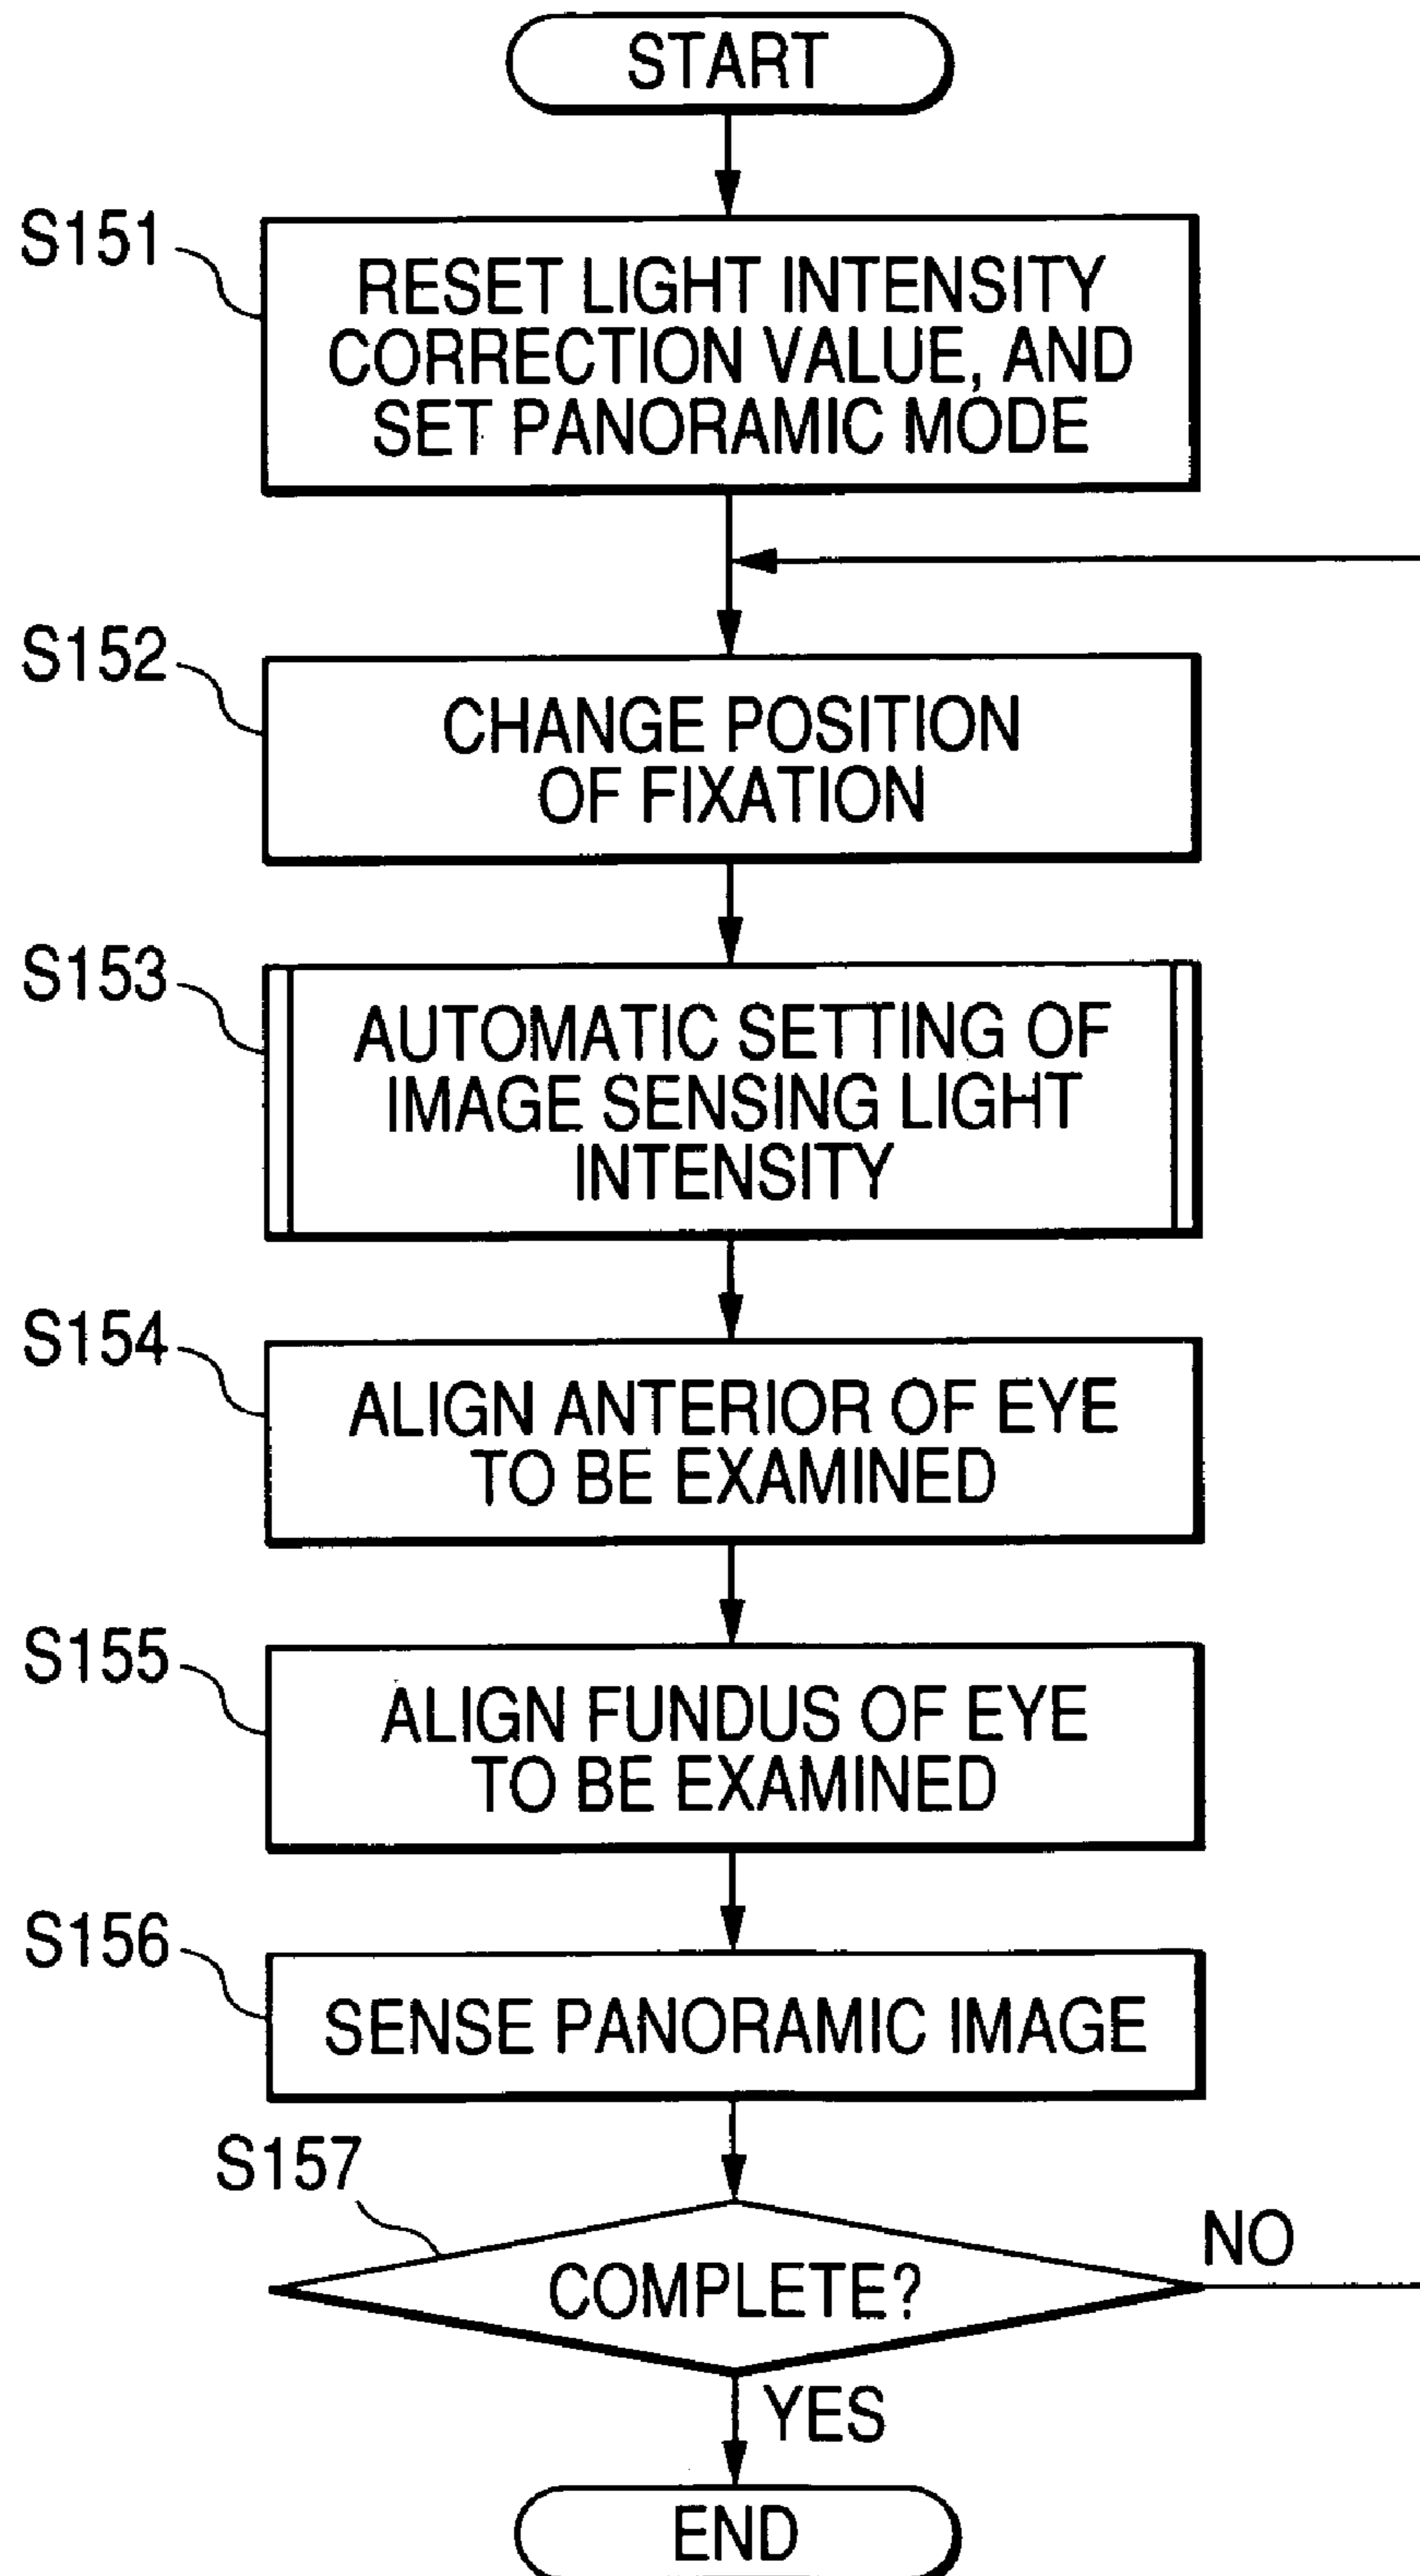 START
S151
RESET LIGHT INTENSITY
CORRECTION VALUE, AND
SET PANORAMIC MODE
S152
CHANGE POSITION
OF FIXATION
S153
AUTOMATIC SETTING OF
IMAGE SENSING LIGHT
INTENSITY
S154
ALIGN ANTERIOR OF EYE
TO BE EXAMINED
S155
ALIGN FUNDUS OF EYE
TO BE EXAMINED
S156
SENSE PANORAMIC IMAGE
S157
COMPLETE?
NO
YES
END